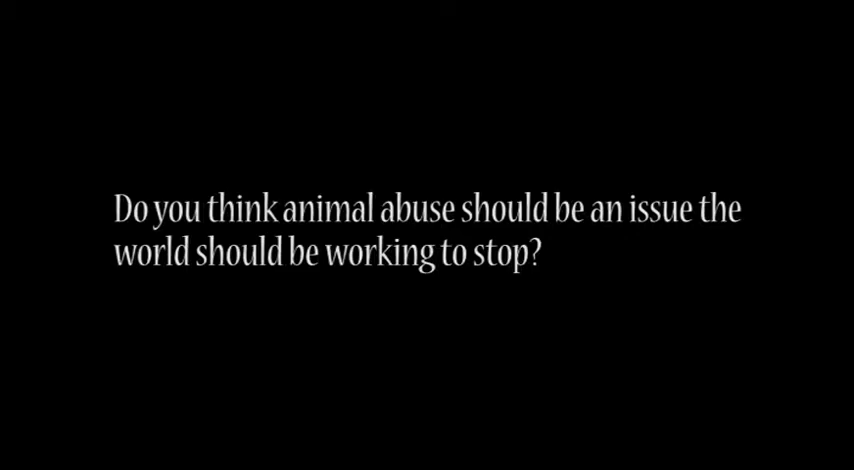 Do you think animal abuse should be an issue the
world should be working to stop?